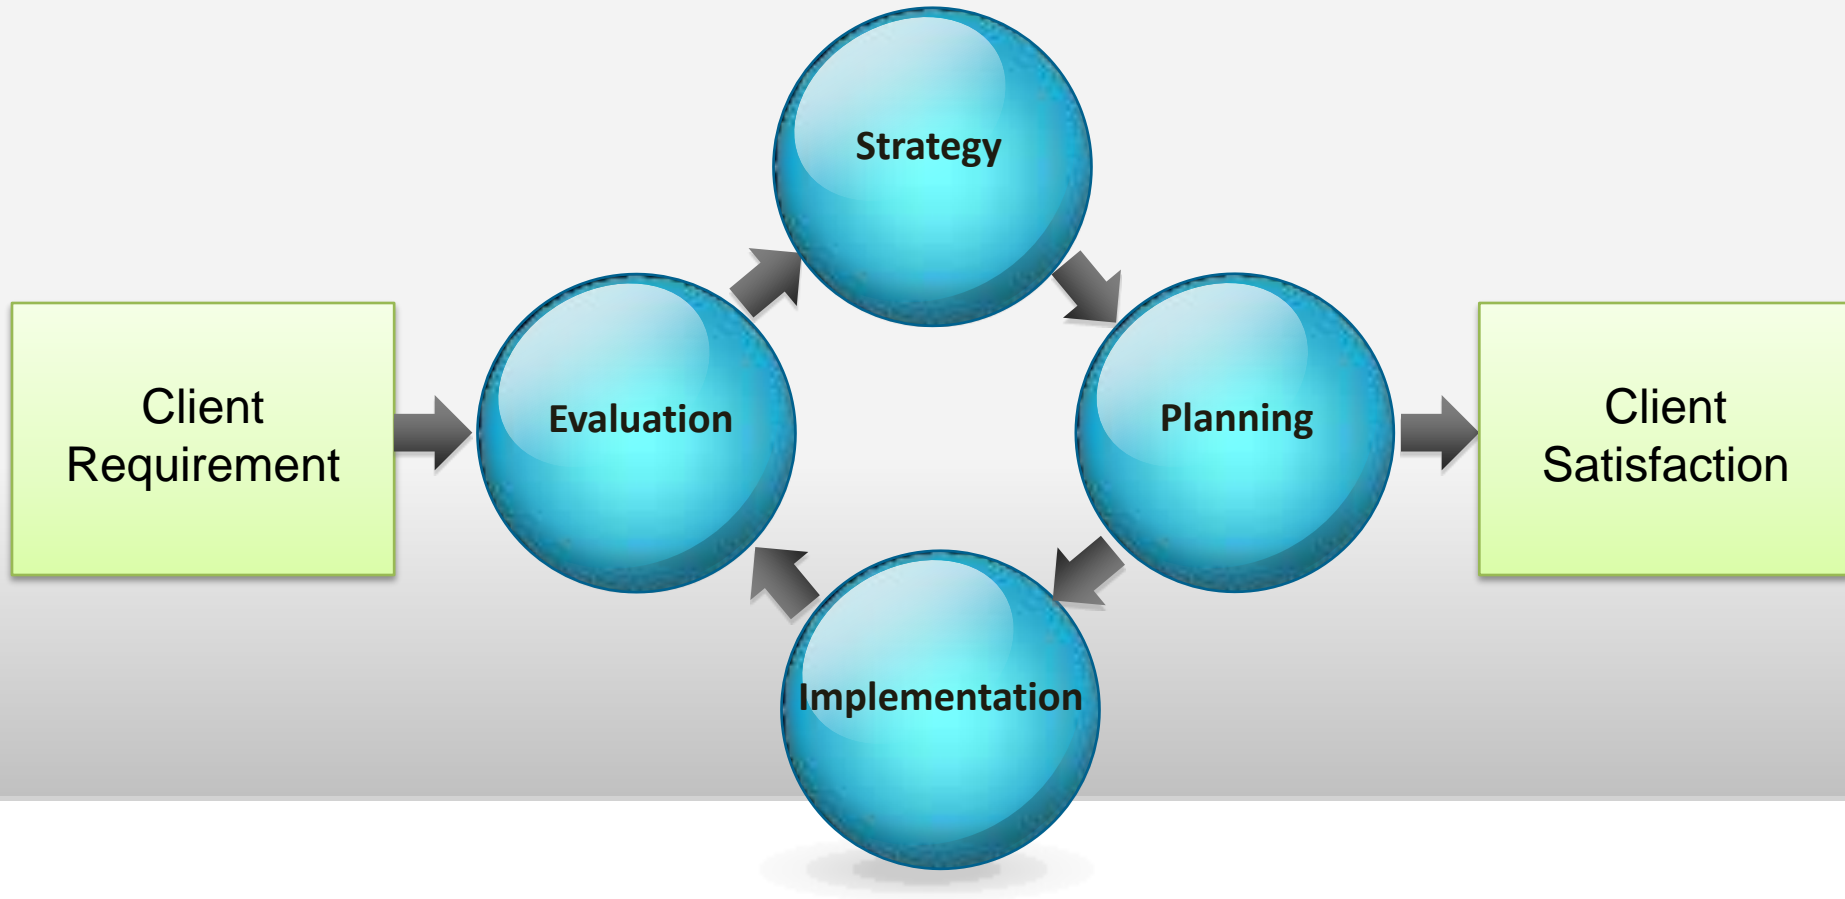 Strategy
Client
Requirement
Evaluation
Planning
Client
Satisfaction
Implementation